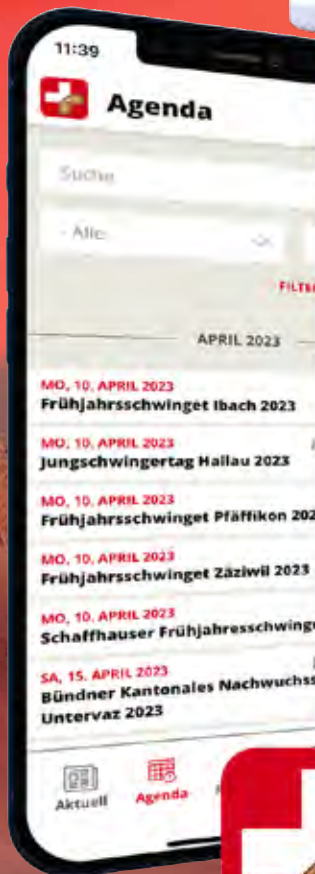 11:39
Agenda
Suche
- Alle
FILTE
APRIL 2023
MO, 10. APRIL 2023
Frühjahrsschwinget Ibach 2023
MO, 10. APRIL 2023
Jungschwingertag Hallau 2023
MO, 10. APRIL 2023
Frühjahrsschwinget Pfäffikon 202
MO, 10. APRIL 2023
Frühjahrsschwinget Zäziwil 2023
MO, 10. APRIL 2023
Schaffhauser Frühjahresschwing
SA, 15. APRIL 2023
Bündner Kantonales Nachwuchss
Untervaz 2023
Aktuell
Agenda